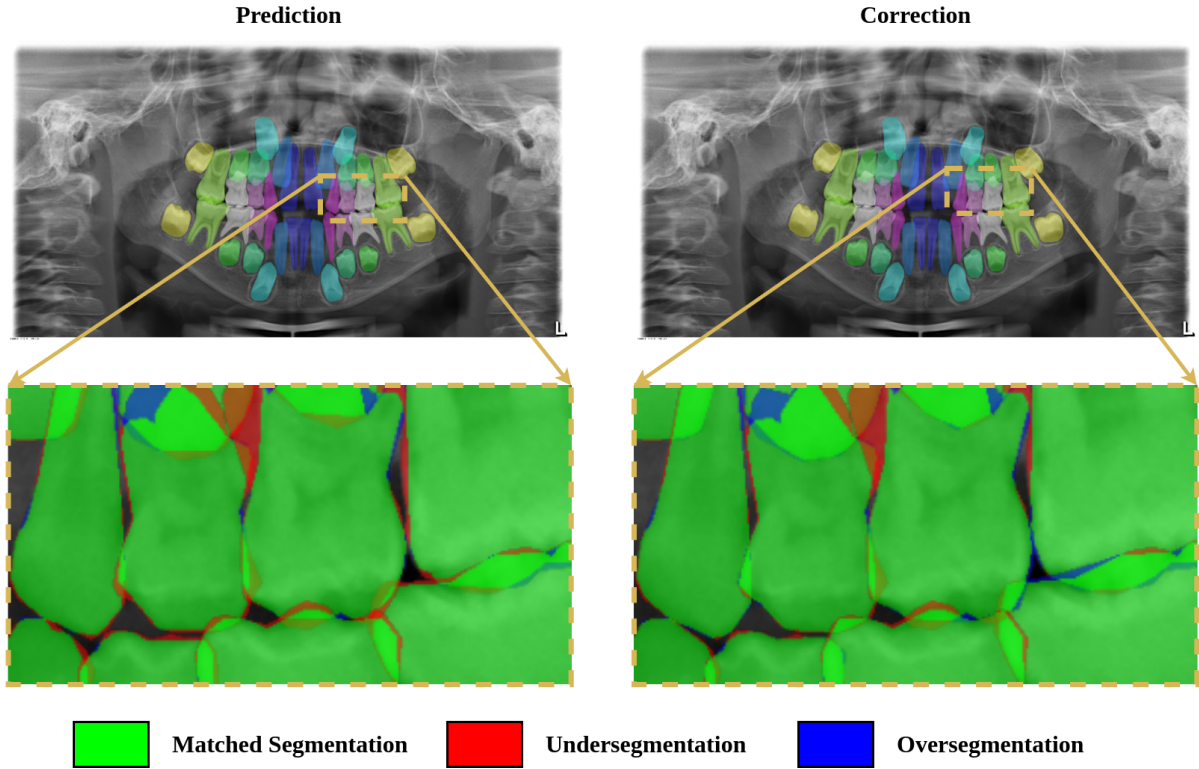 Prediction
Correction
L
L
Matched Segmentation
Undersegmentation
Oversegmentation